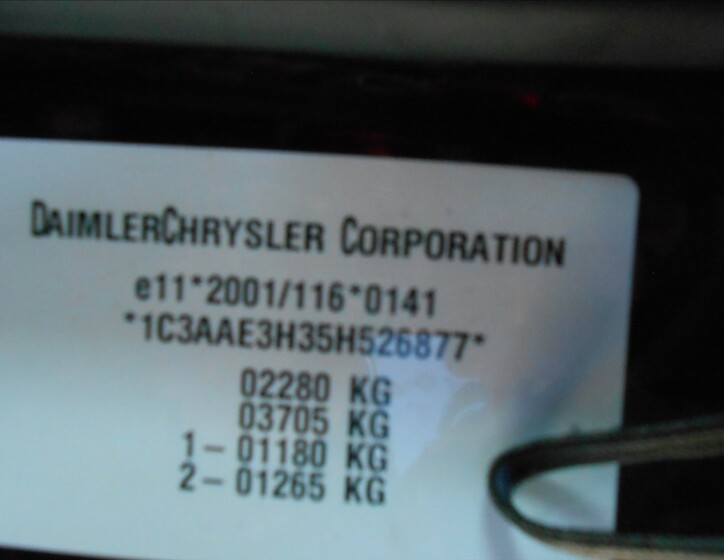 DAIMLERCHRYSLER CORPORATION
e11*2001/116*0141
*1C3AAE3H35H526877*
02280 KG
03705 KG
1– 01180 KG
2– 01265 KG